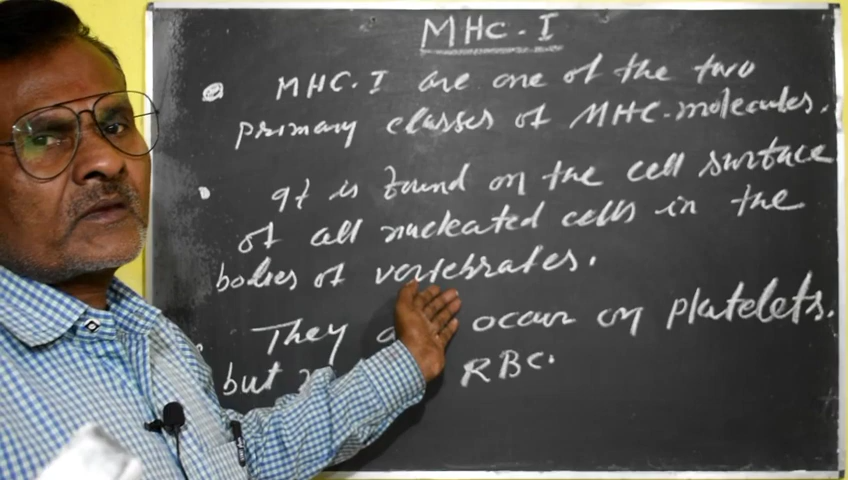 MHC-I
MHC.I are one of the two
primary classes of MHC-molecules.
It is found on the cell surface
of all nucleated cells in the
bodies of vertebrates.
They occur on platelets.
but RBC.